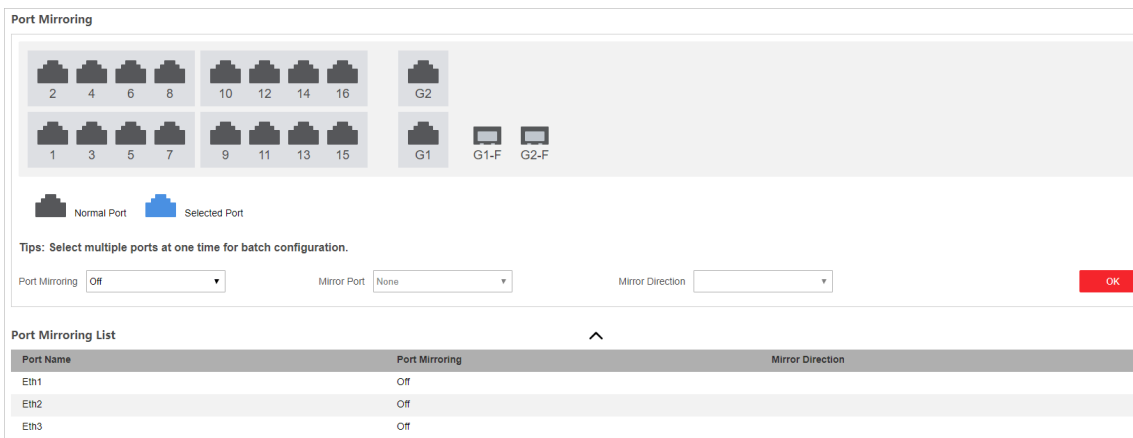 Port Mirroring
2 4 6 8 10 12 14 16 G2
1 3 5 7 9 11 13 15 G1 G1-F G2-F
Normal Port Selected Port
Tips: Select multiple ports at one time for batch configuration.
Port Mirroring Off Mirror Port None Mirror Direction OK
Port Mirroring List
Port Name Port Mirroring Mirror Direction
Eth1 Off
Eth2 Off
Eth3 Off